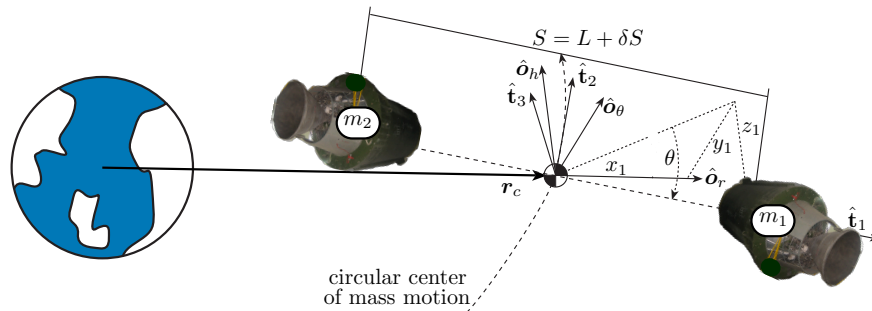 S = L + δS
ô_h
t̂_2
t̂_3
ô_θ
m_2
z_1
y_1
x_1
θ
ô_r
r_c
m_1
t̂_1
circular center
of mass motion